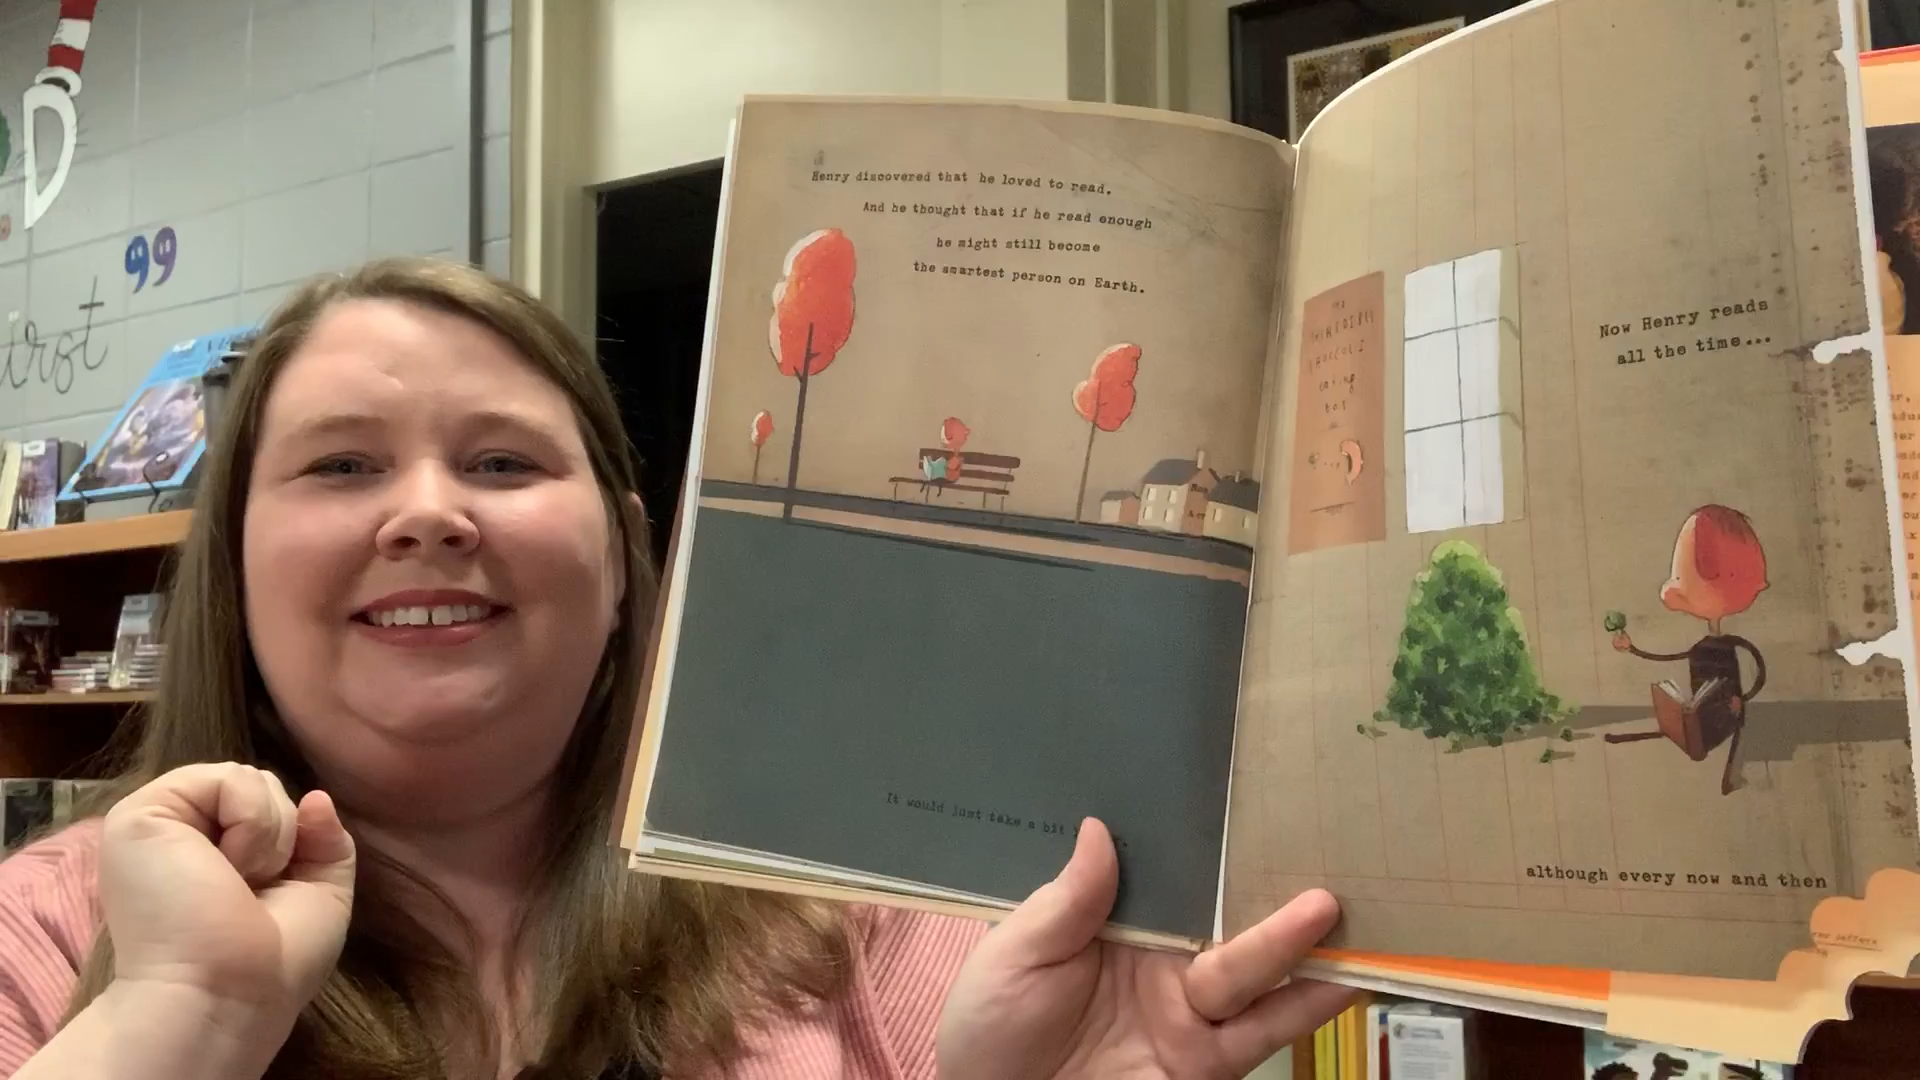 irst
Henry discovered that he loved to read.
And he thought that if he read enough
he might still become
the smartest person on Earth.
It would just take a bit
Now Henry reads
all the time...
although every now and then